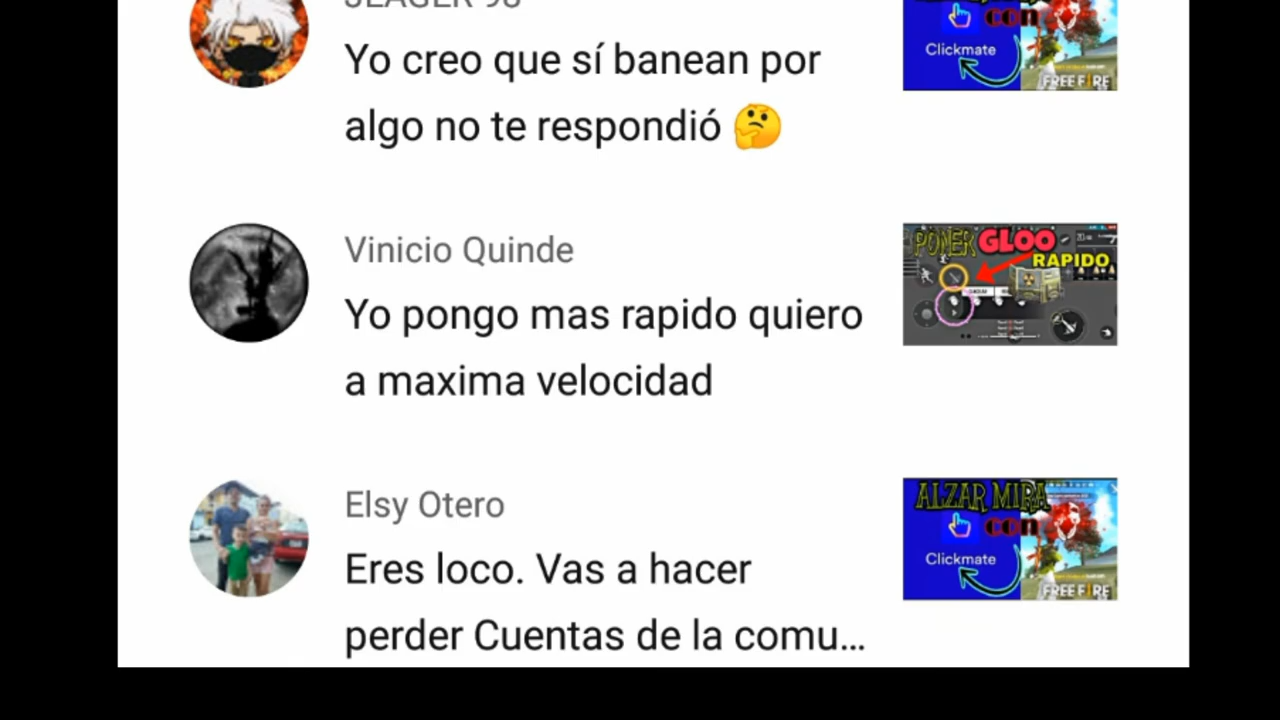 Yo creo que sí banean por
algo no te respondió 🤔
con
Clickmate
FREE FIRE
Vinicio Quinde
Yo pongo mas rapido quiero
a maxima velocidad
PONER GLOO
RAPIDO
Elsy Otero
Eres loco. Vas a hacer
perder Cuentas de la comu...
ALZAR MIRA
con
Clickmate
FREE FIRE